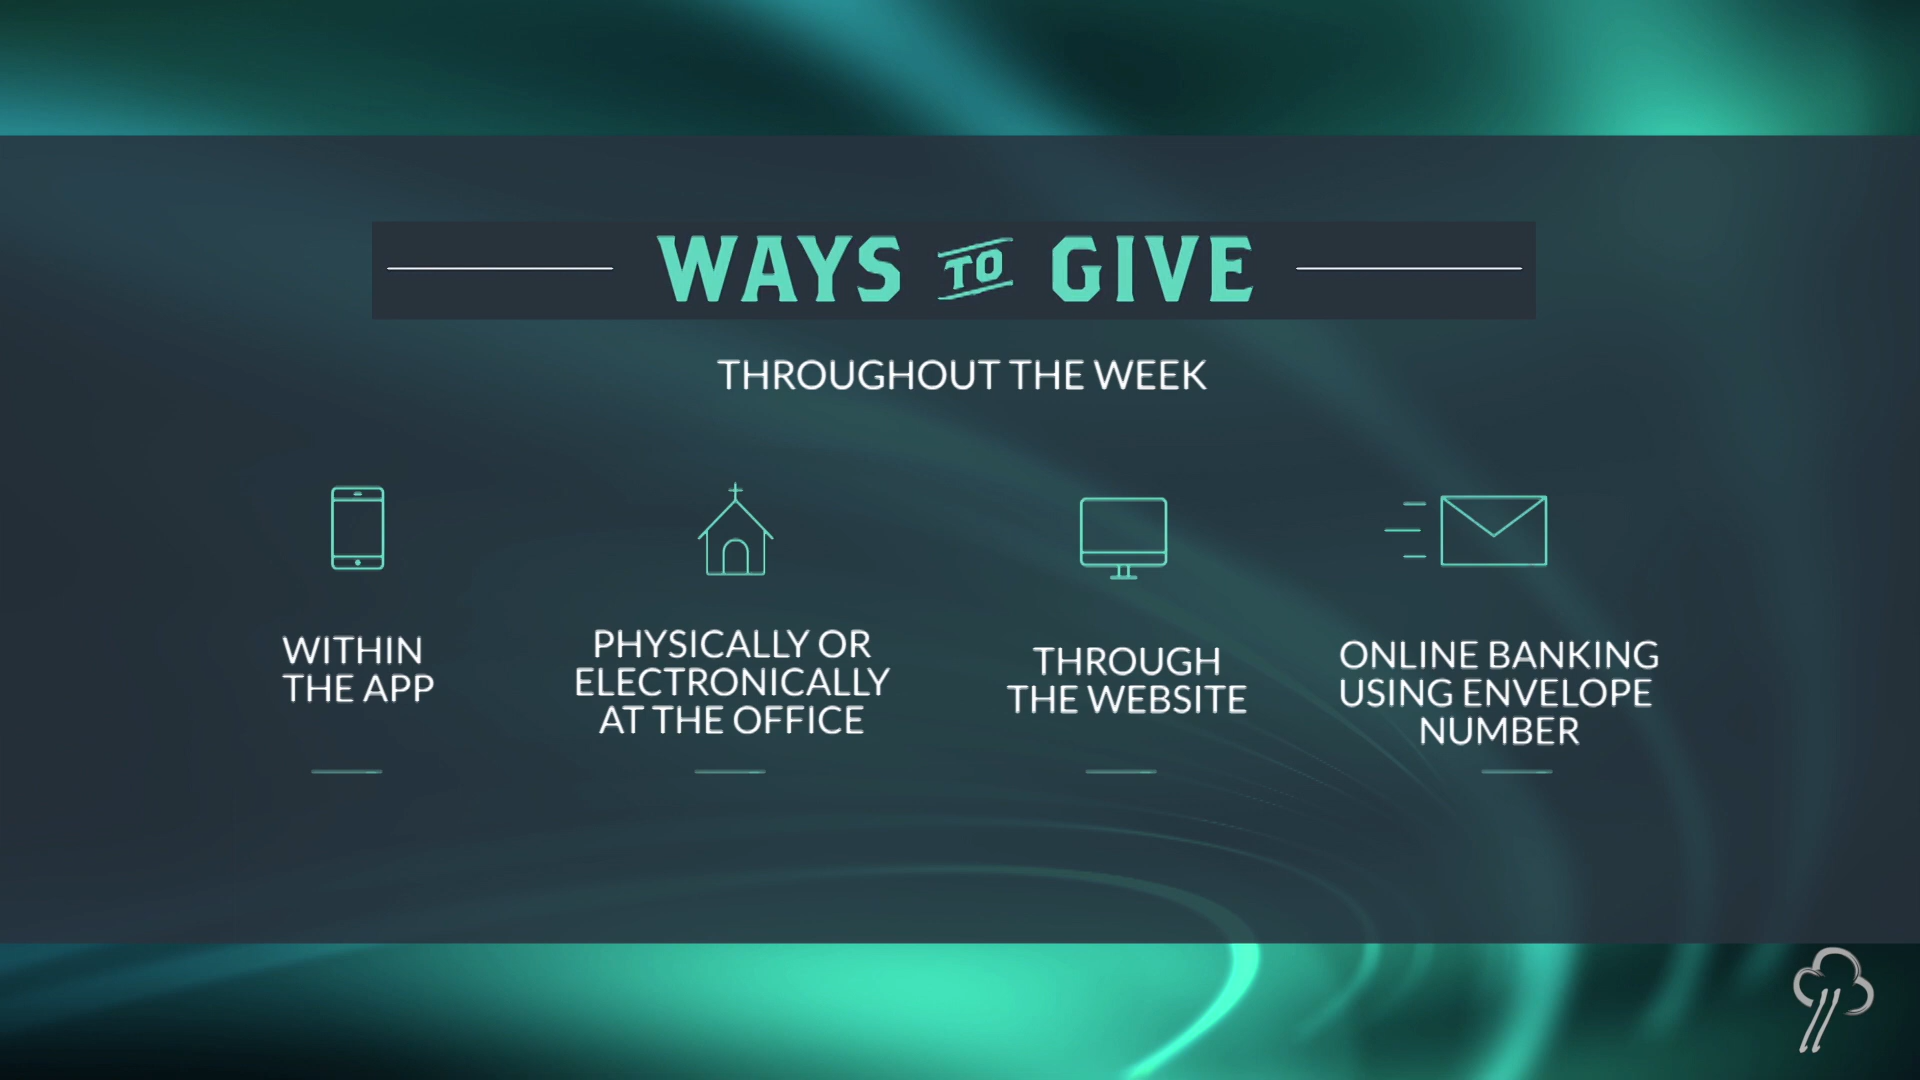 WAYS TO GIVE
THROUGHOUT THE WEEK
WITHIN
THE APP
PHYSICALLY OR
ELECTRONICALLY
AT THE OFFICE
THROUGH
THE WEBSITE
ONLINE BANKING
USING ENVELOPE
NUMBER